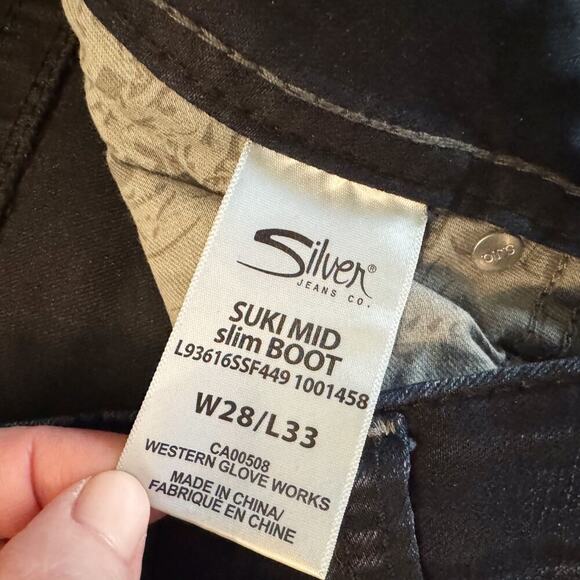 Silver®
JEANS CO.
SUKI MID
slim BOOT
L93616SSF449 1001458
W28/L33
CA00508
WESTERN GLOVE WORKS
MADE IN CHINA/
FABRIQUE EN CHINE